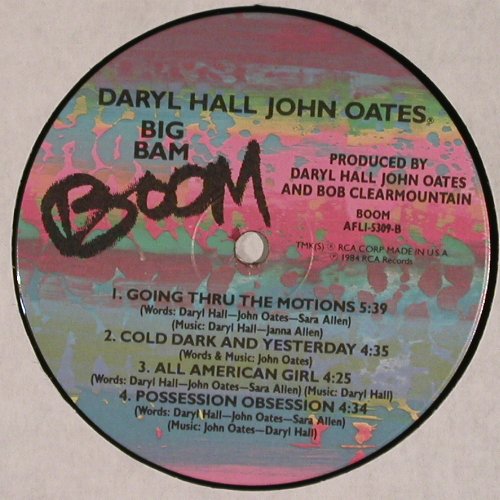 DARYL HALL JOHN OATES®
BIG
BAM
BOOM
PRODUCED BY
DARYL HALL JOHN OATES
AND BOB CLEARMOUNTAIN
BOOM
AFL1-5309-B
TMK(S) ® RCA CORP. MADE IN U.S.A.
℗ 1984 RCA Records
1. GOING THRU THE MOTIONS 5:39
(Words: Daryl Hall—John Oates—Sara Allen)
(Music: Daryl Hall—Janna Allen)
2. COLD DARK AND YESTERDAY 4:35
(Words & Music: John Oates)
3. ALL AMERICAN GIRL 4:25
(Words: Daryl Hall—John Oates—Sara Allen) (Music: Daryl Hall)
4. POSSESSION OBSESSION 4:34
(Words: Daryl Hall—John Oates—Sara Allen)
(Music: John Oates—Daryl Hall)